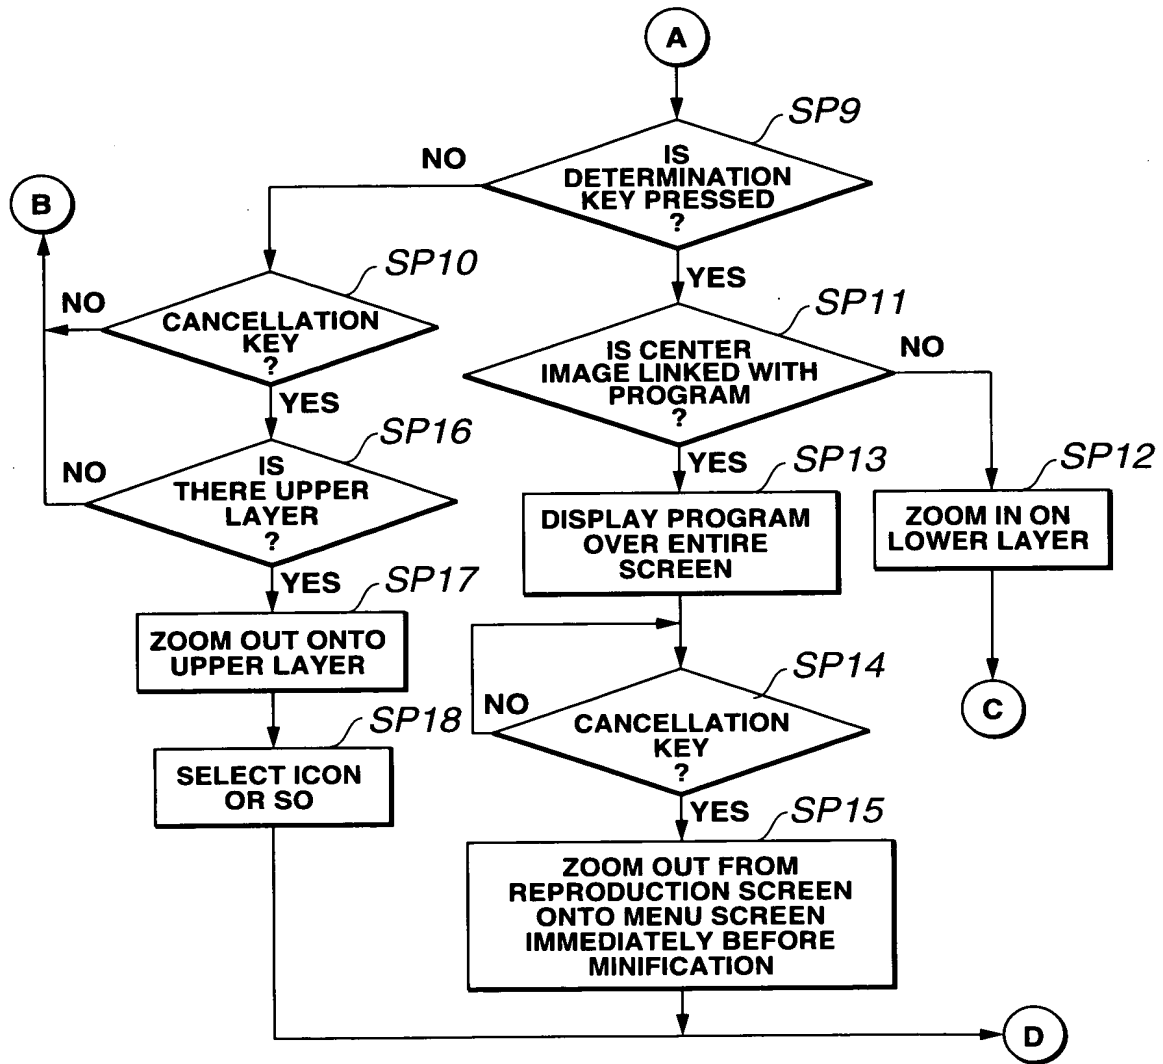 A
SP9
IS
DETERMINATION
KEY PRESSED
?
NO
YES
B
SP10
CANCELLATION
KEY
?
NO
YES
SP11
IS CENTER
IMAGE LINKED WITH
PROGRAM
?
NO
YES
SP16
IS
THERE UPPER
LAYER
?
NO
YES
SP13
DISPLAY PROGRAM
OVER ENTIRE
SCREEN
SP12
ZOOM IN ON
LOWER LAYER
SP17
ZOOM OUT ONTO
UPPER LAYER
SP14
CANCELLATION
KEY
?
NO
YES
C
SP18
SELECT ICON
OR SO
SP15
ZOOM OUT FROM
REPRODUCTION SCREEN
ONTO MENU SCREEN
IMMEDIATELY BEFORE
MINIFICATION
D